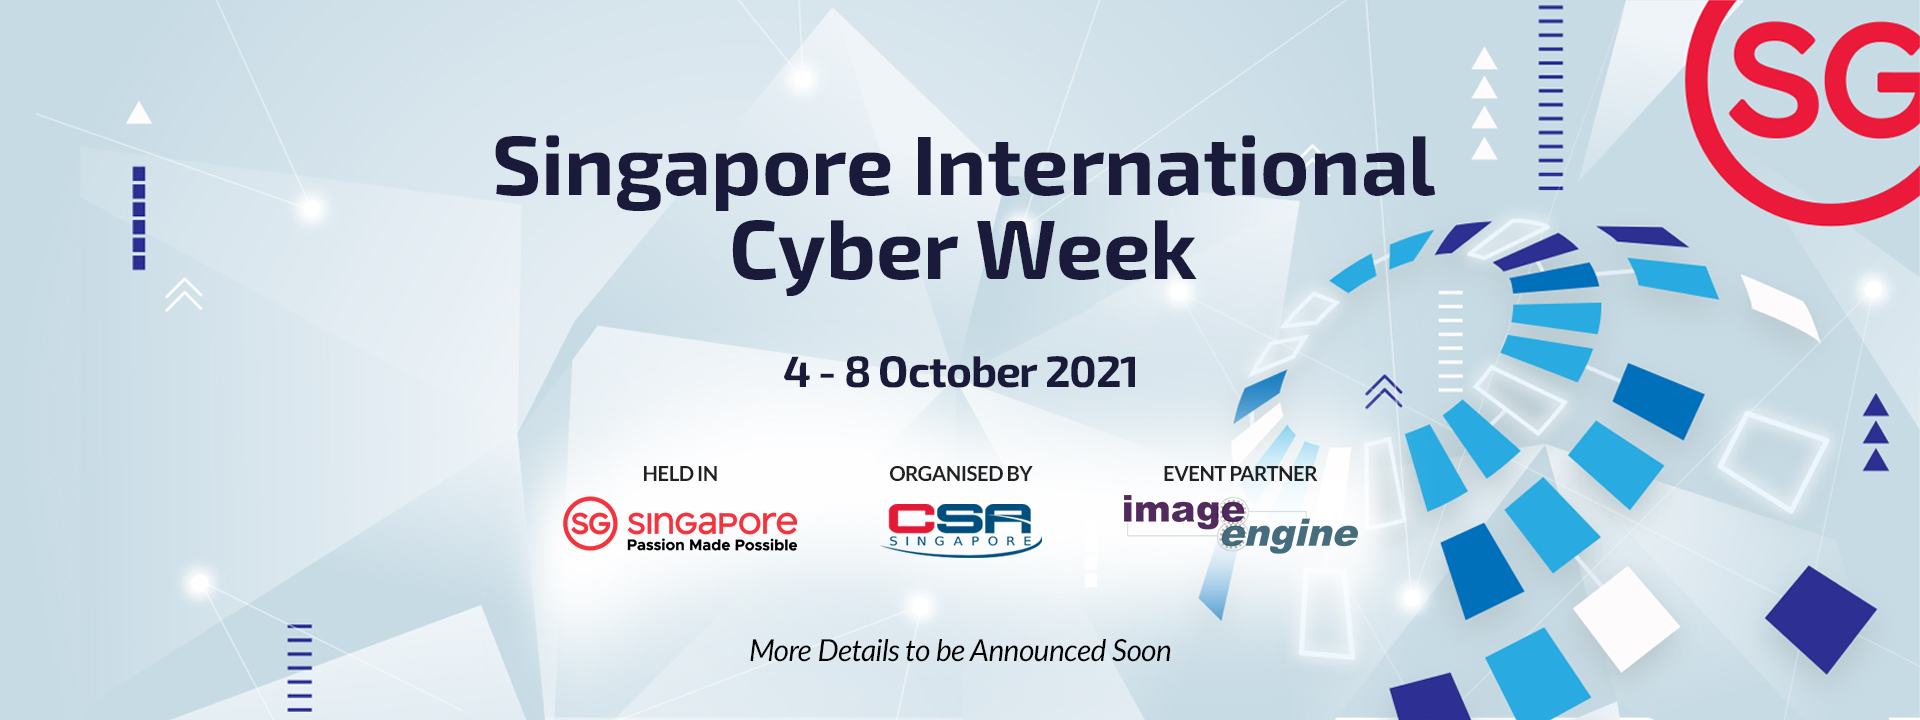 SG
Singapore International
Cyber Week
4 - 8 October 2021
HELD IN
SG SINGAPORE
Passion Made Possible
ORGANISED BY
CSA
SINGAPORE
EVENT PARTNER
image
engine
More Details to be Announced Soon